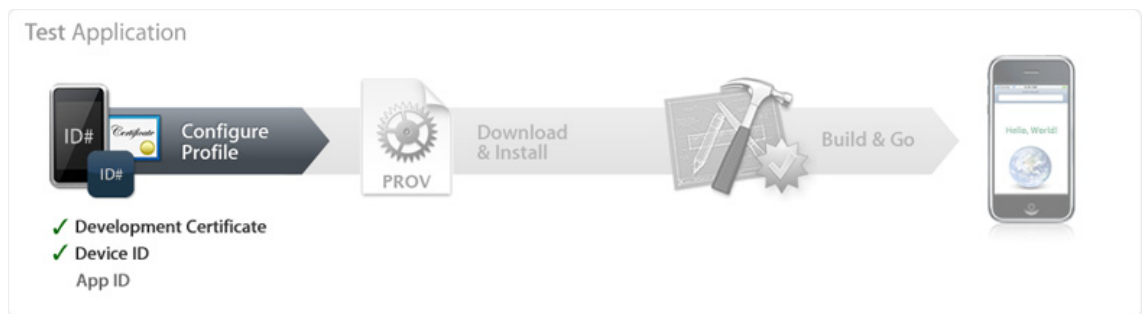 Test Application
ID#
Certificate
ID#
Configure
Profile
PROV
Download
& Install
Build & Go
Hello, World!
✓ Development Certificate
✓ Device ID
App ID